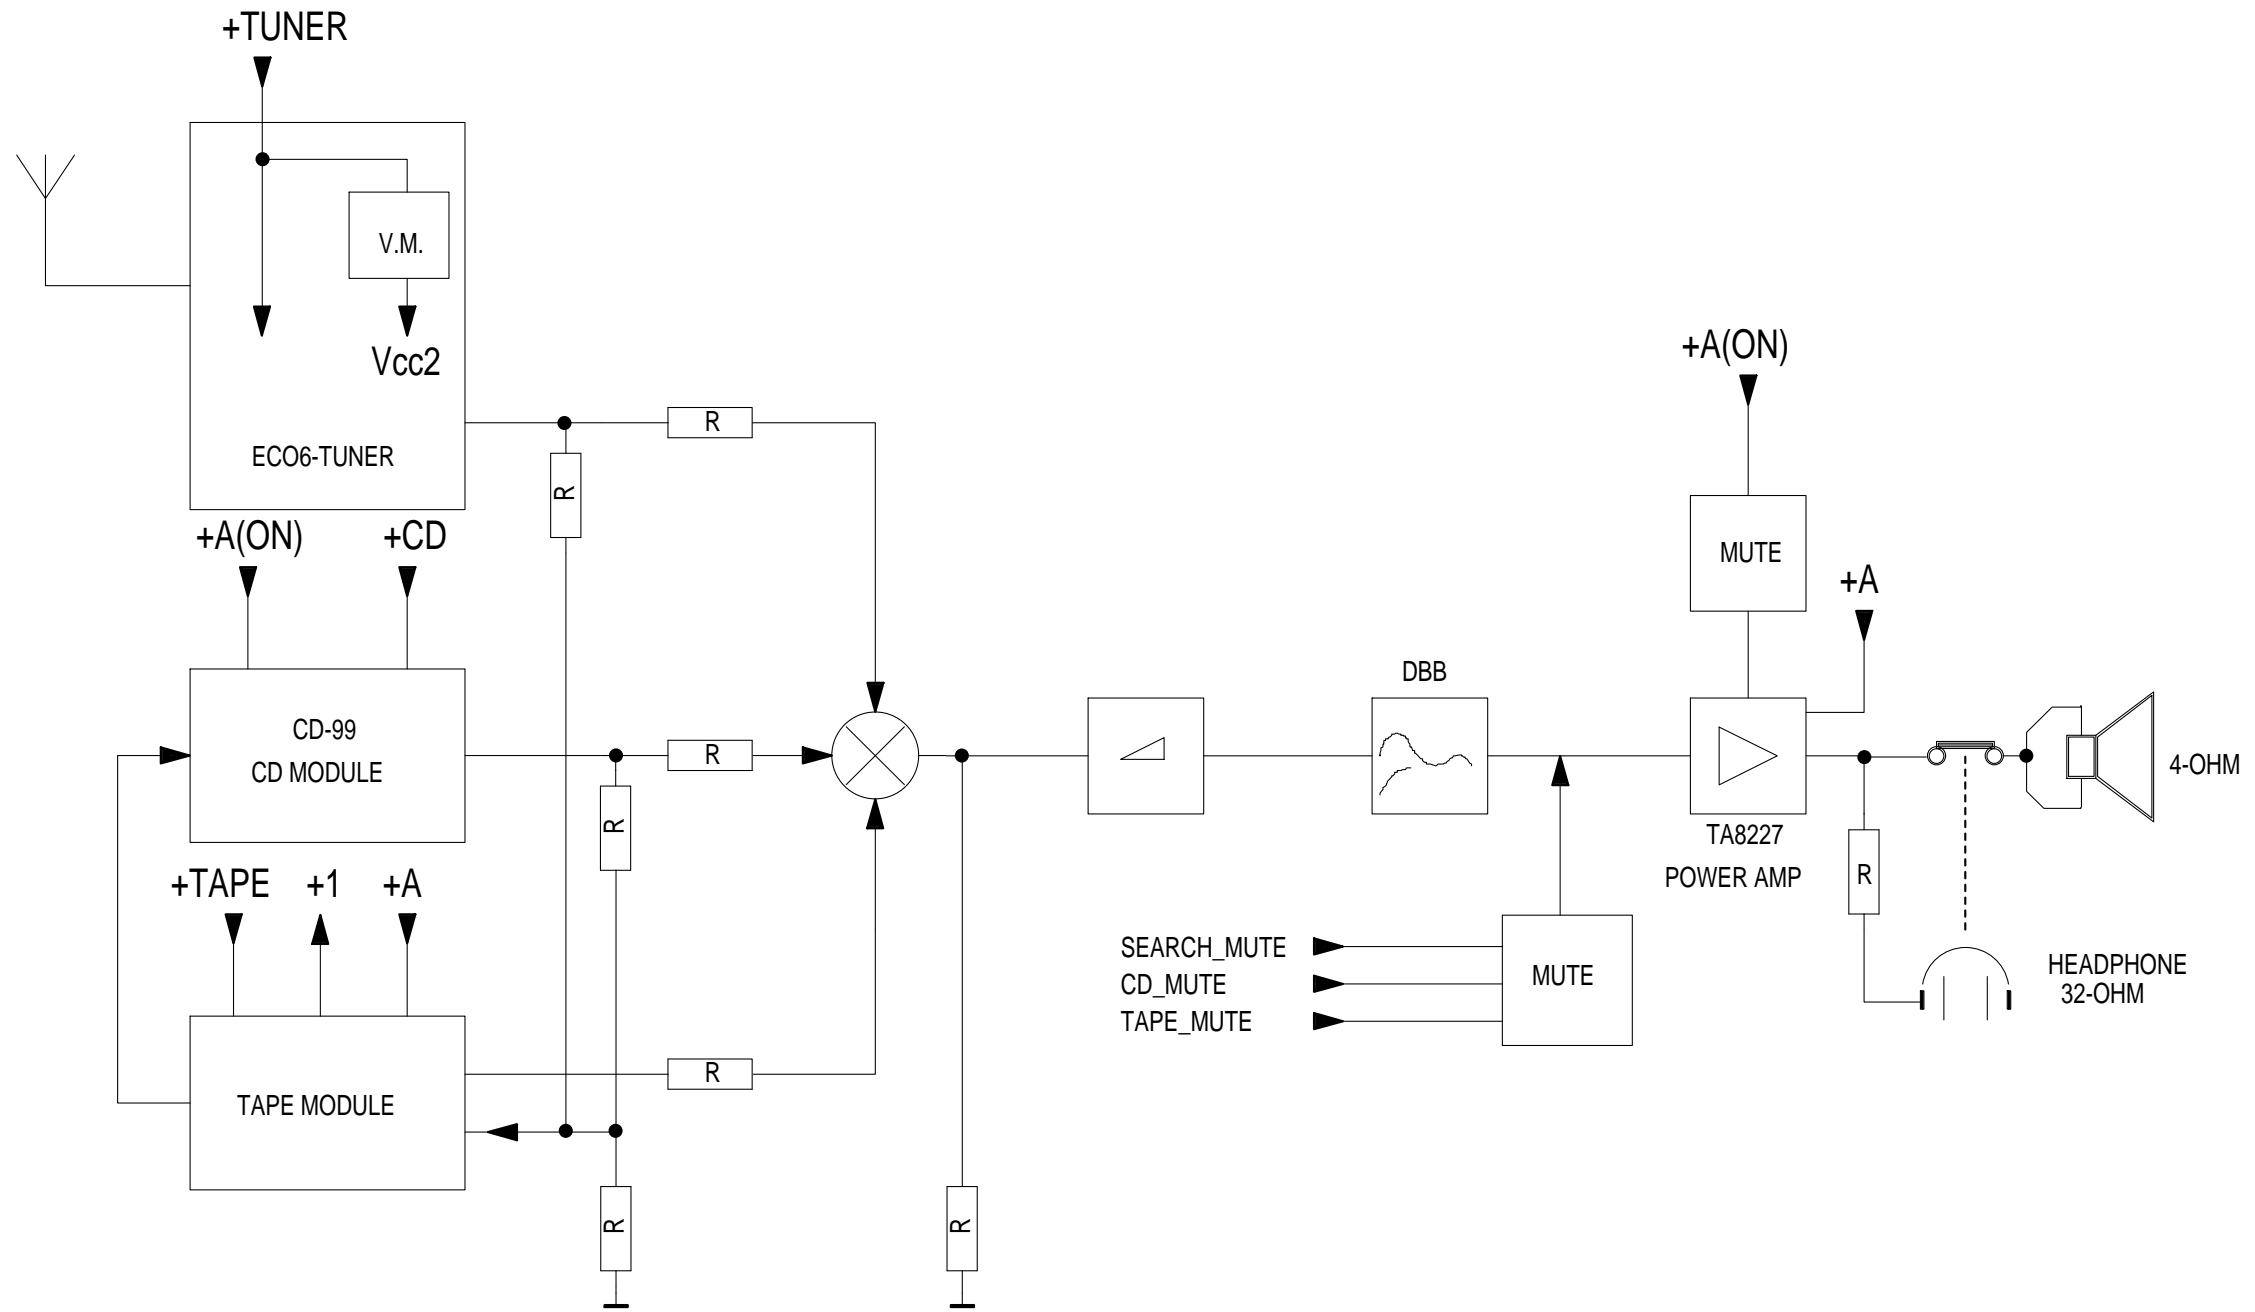 +TUNER
V.M.
Vcc2
ECO6-TUNER
R
R
+A(ON)
+CD
CD-99
CD MODULE
R
R
+TAPE
+1
+A
TAPE MODULE
R
R
R
DBB
+A(ON)
MUTE
+A
TA8227
POWER AMP
4-OHM
R
SEARCH_MUTE
CD_MUTE
TAPE_MUTE
MUTE
HEADPHONE
32-OHM